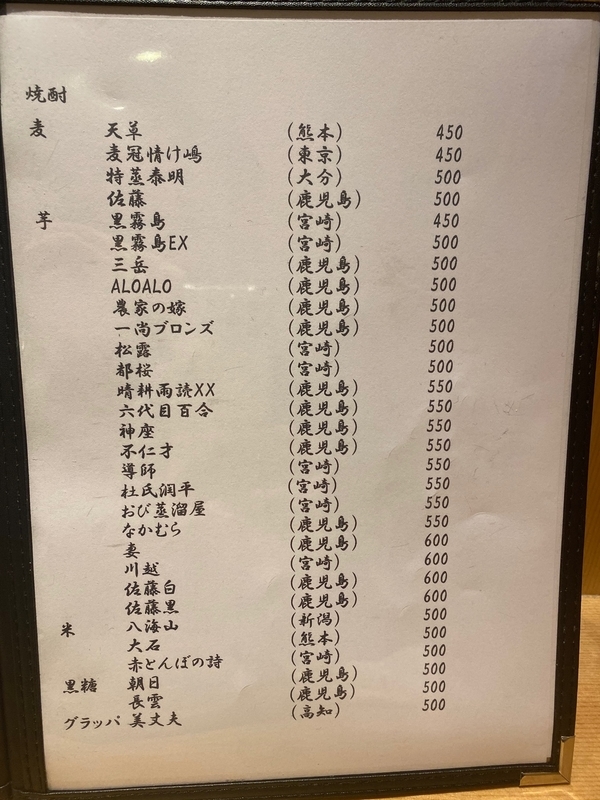 焼酎
麦 天草 (熊本) 450
麦冠情け嶋 (東京) 450
特蒸泰明 (大分) 500
佐藤 (鹿児島) 500
芋 黒霧島 (宮崎) 450
黒霧島EX (宮崎) 500
三岳 (鹿児島) 500
ALOALO (鹿児島) 500
農家の嫁 (鹿児島) 500
一尚ブロンズ (鹿児島) 500
松露 (宮崎) 500
都桜 (宮崎) 500
晴耕雨読XX (鹿児島) 550
六代目百合 (鹿児島) 550
神座 (鹿児島) 550
不仁才 (鹿児島) 550
導師 (宮崎) 550
杜氏潤平 (宮崎) 550
おび蒸溜屋 (宮崎) 550
なかむら (鹿児島) 550
妻 (鹿児島) 600
川越 (宮崎) 600
佐藤白 (鹿児島) 600
佐藤黒 (鹿児島) 600
米 八海山 (新潟) 500
大石 (熊本) 500
赤とんぼの詩 (宮崎) 500
黒糖 朝日 (鹿児島) 500
長雲 (鹿児島) 500
グラッパ 美丈夫 (高知) 500